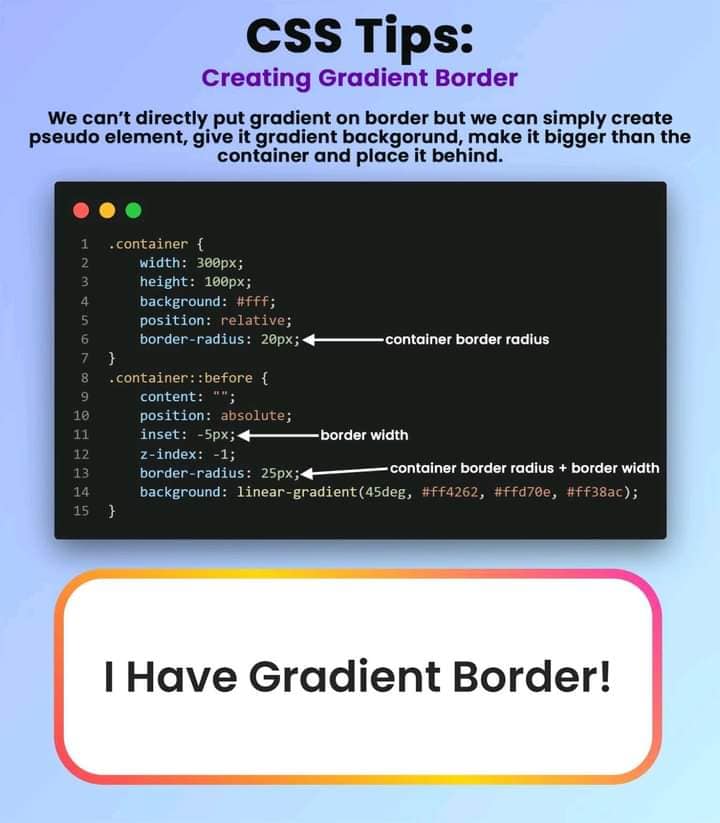 CSS Tips:
Creating Gradient Border
We can't directly put gradient on border but we can simply create
pseudo element, give it gradient backgorund, make it bigger than the
container and place it behind.
1 .container {
2 width: 300px;
3 height: 100px;
4 background: #fff;
5 position: relative;
6 border-radius: 20px; container border radius
7 }
8 .container::before {
9 content: "";
10 position: absolute;
11 inset: -5px; border width
12 z-index: -1;
13 border-radius: 25px; container border radius + border width
14 background: linear-gradient(45deg, #ff4262, #ffd70e, #ff38ac);
15 }
I Have Gradient Border!